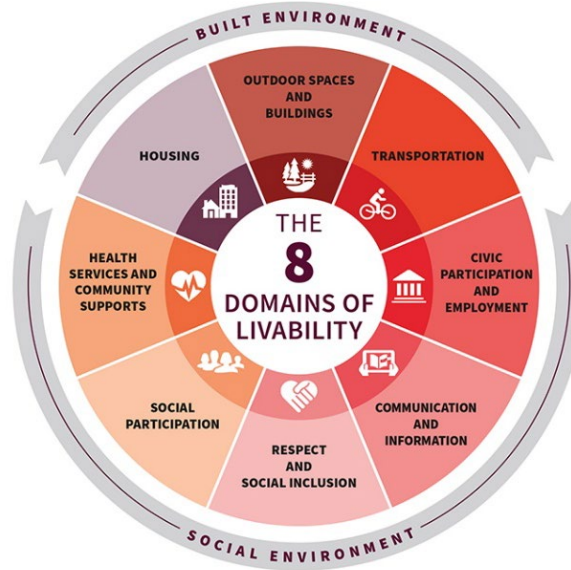 BUILT ENVIRONMENT
OUTDOOR SPACES
AND
BUILDINGS
HOUSING
TRANSPORTATION
THE
8
DOMAINS OF
LIVABILITY
HEALTH
SERVICES AND
COMMUNITY
SUPPORTS
CIVIC
PARTICIPATION
AND
EMPLOYMENT
SOCIAL
PARTICIPATION
COMMUNICATION
AND
INFORMATION
RESPECT
AND
SOCIAL INCLUSION
SOCIAL ENVIRONMENT